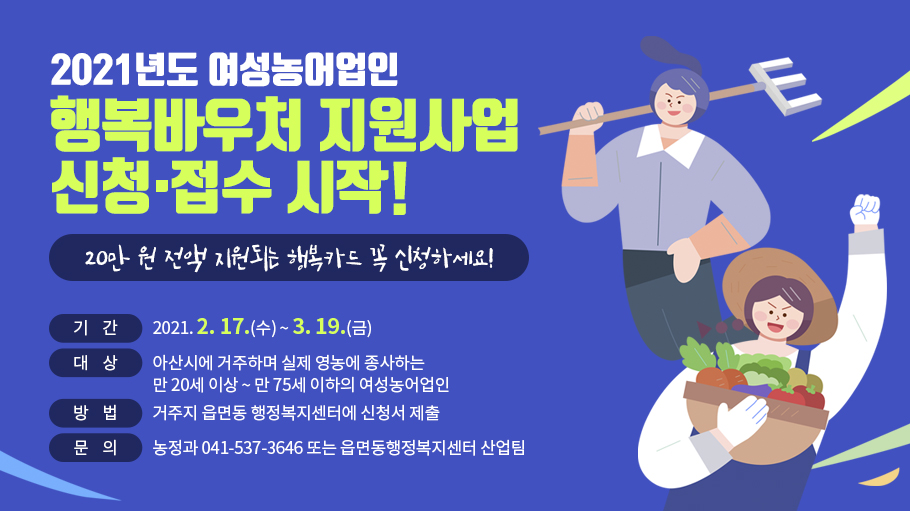 2021년도 여성농어업인
행복바우처 지원사업
신청·접수 시작!
20만 원 전액 지원되는 행복카드 꼭 신청하세요!
기 간 2021. 2. 17.(수) ~ 3. 19.(금)
대 상 아산시에 거주하며 실제 영농에 종사하는
만 20세 이상 ~ 만 75세 이하의 여성농어업인
방 법 거주지 읍면동 행정복지센터에 신청서 제출
문 의 농정과 041-537-3646 또는 읍면동행정복지센터 산업팀